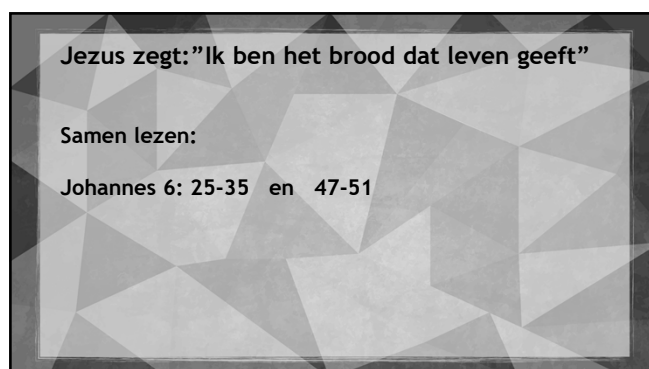 Jezus zegt:”Ik ben het brood dat leven geeft”
Samen lezen:
Johannes 6: 25-35 en 47-51